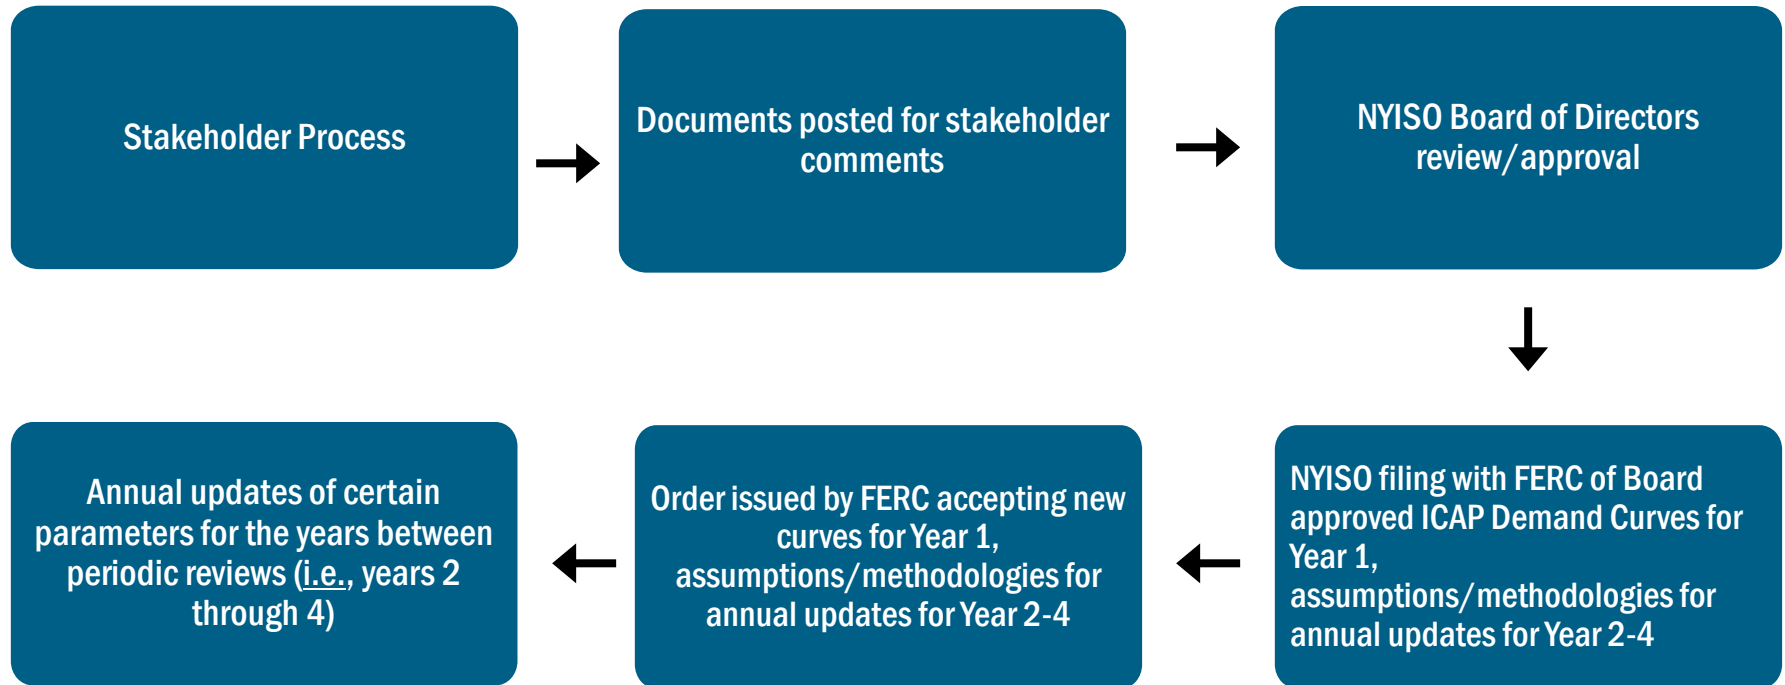 Stakeholder Process
Documents posted for stakeholder
comments
NYISO Board of Directors
review/approval
NYISO filing with FERC of Board
approved ICAP Demand Curves for
Year 1,
assumptions/methodologies for
annual updates for Year 2-4
Order issued by FERC accepting new
curves for Year 1,
assumptions/methodologies for
annual updates for Year 2-4
Annual updates of certain
parameters for the years between
periodic reviews (i.e., years 2
through 4)